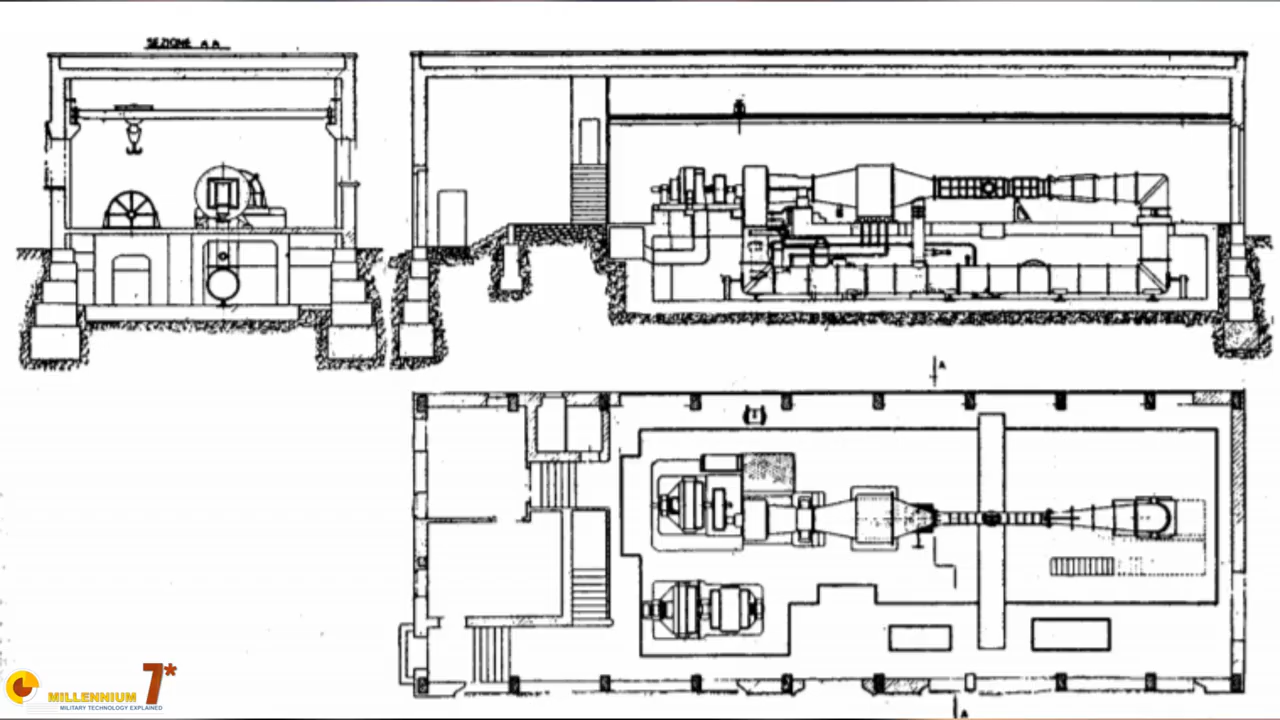 SEZIONE A A
A
A
MILLENNIUM 7*
MILITARY TECHNOLOGY EXPLAINED